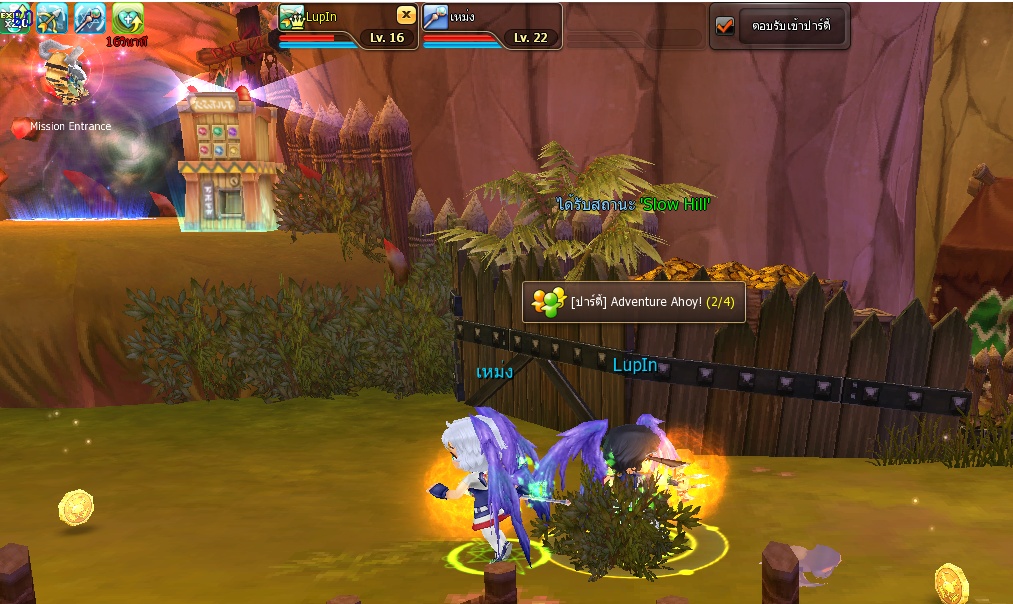 LupIn
Lv. 16
เหมง
Lv. 22
ตอบรับเข้าปาร์ตี้
16วินาที
Mission Entrance
ได้รับสถานะ 'Slow Hill'
[ปาร์ตี้] Adventure Ahoy! (2/4)
เหมง
LupIn